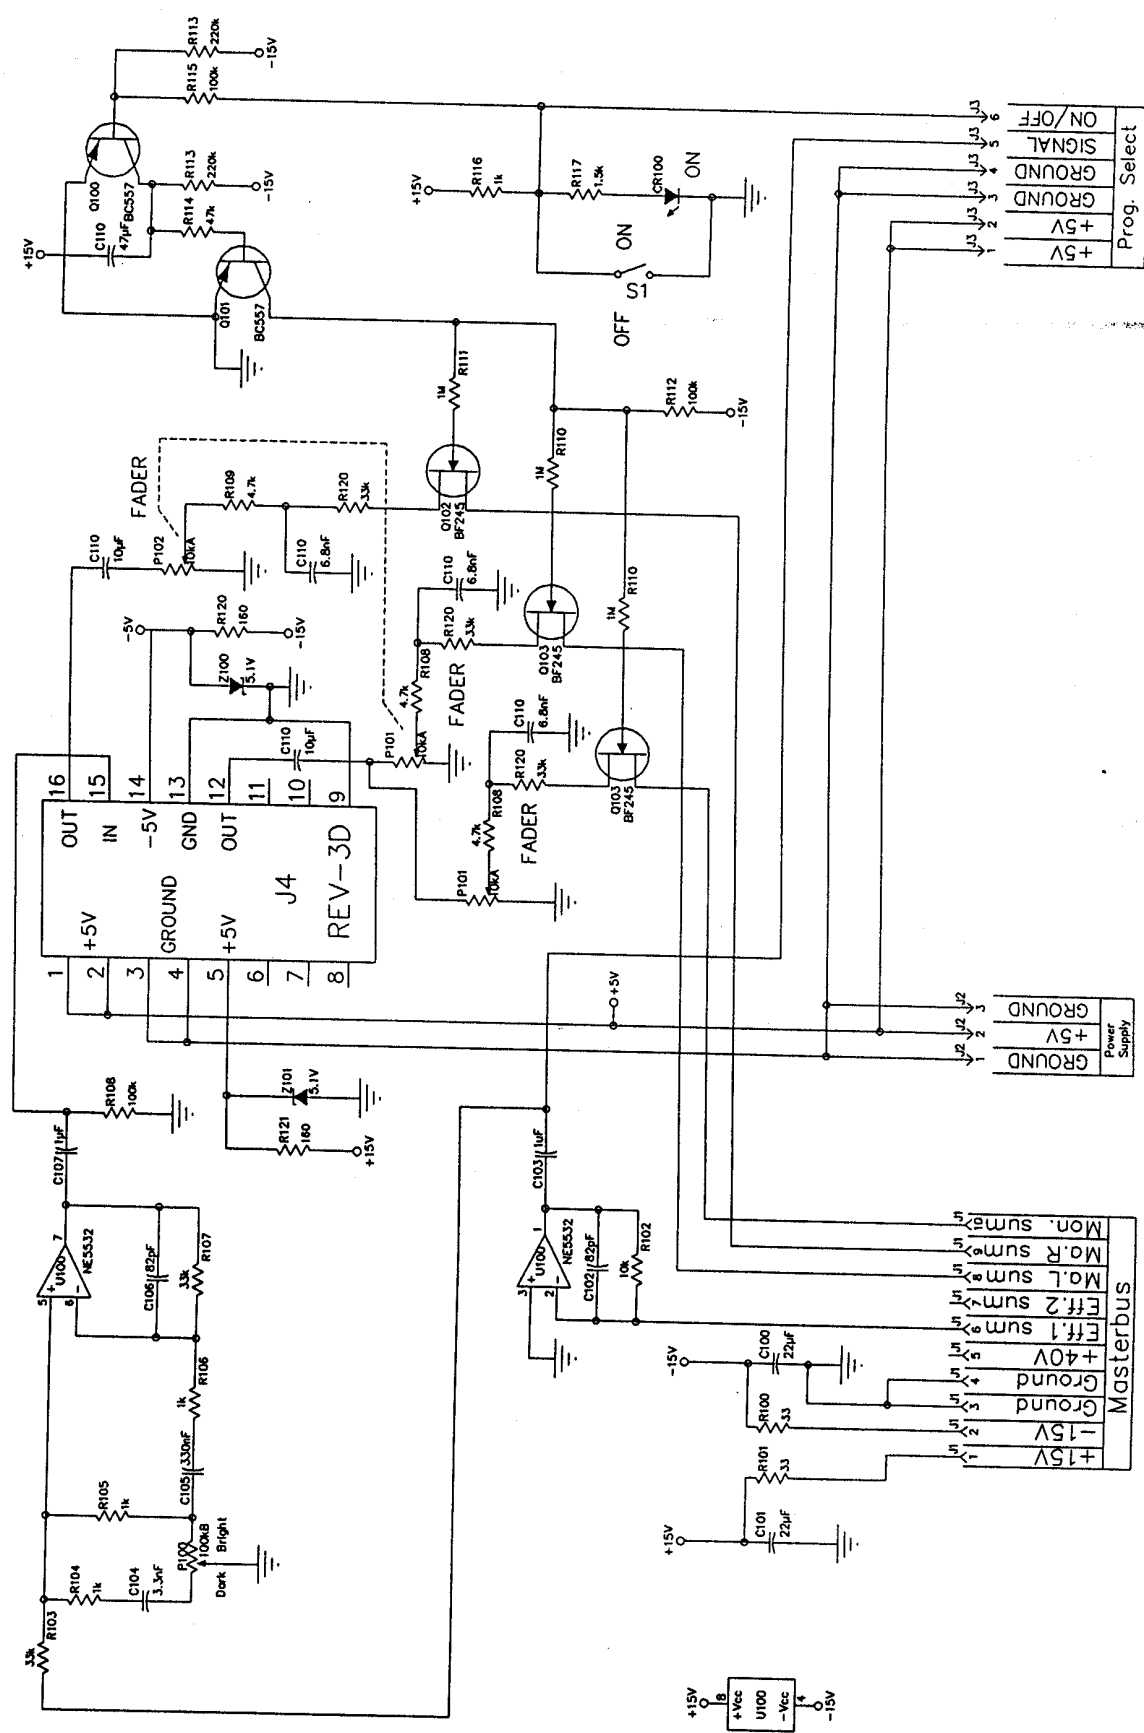 R113
220k
-15V
R115
100k
Q100
BC557
R113
220k
-15V
R114
47k
C110
47µF
+15V
Q101
BC557
+15V
R116
1k
R117
1.5k
CR100
ON
ON
S1
OFF
J3
6
ON/OFF
J3
5
SIGNAL
J3
4
GROUND
J3
3
GROUND
J3
2
+5V
J3
1
+5V
Prog. Select
1M
R111
R112
100k
-15V
1M
R110
1M
R110
FADER
C110
10µF
P102
10kA
R109
4.7k
C110
6.8nF
R120
33k
Q102
BF245
-5V
R120
160
-15V
Z100
5.1V
C110
10µF
P101
10kA
4.7k
R108
FADER
C110
6.8nF
R120
33k
Q103
BF245
P101
10kA
4.7k
R108
FADER
C110
6.8nF
R120
33k
Q103
BF245
16
15
14
13
12
11
10
9
OUT
IN
-5V
GND
OUT
J4
REV-3D
+5V
GROUND
+5V
1
2
3
4
5
6
7
8
+5V
J2
3
GROUND
J2
2
+5V
J2
1
GROUND
Power
Supply
R108
100k
Z101
5.1V
R121
160
+15V
C107
1µF
7
U100
NE5532
5
6
+
-
C106
82pF
33k
R107
1k
R106
C105
330nF
R105
1k
P100
100kB
Dark
Bright
R104
1k
C104
3.3nF
33k
R103
C103
1uF
1
U100
NE5532
3
2
+
-
C102
82pF
10k
R102
-15V
C100
22µF
R100
33
R101
33
+15V
C101
22µF
J1
10
Mon. sum
J1
9
Ma.R sum
J1
8
Ma.L sum
J1
7
Eff.2 sum
J1
6
Eff.1 sum
J1
5
+40V
J1
4
Ground
J1
3
Ground
J1
2
-15V
J1
1
+15V
Masterbus
+15V
8
+Vcc
U100
-Vcc
4
-15V